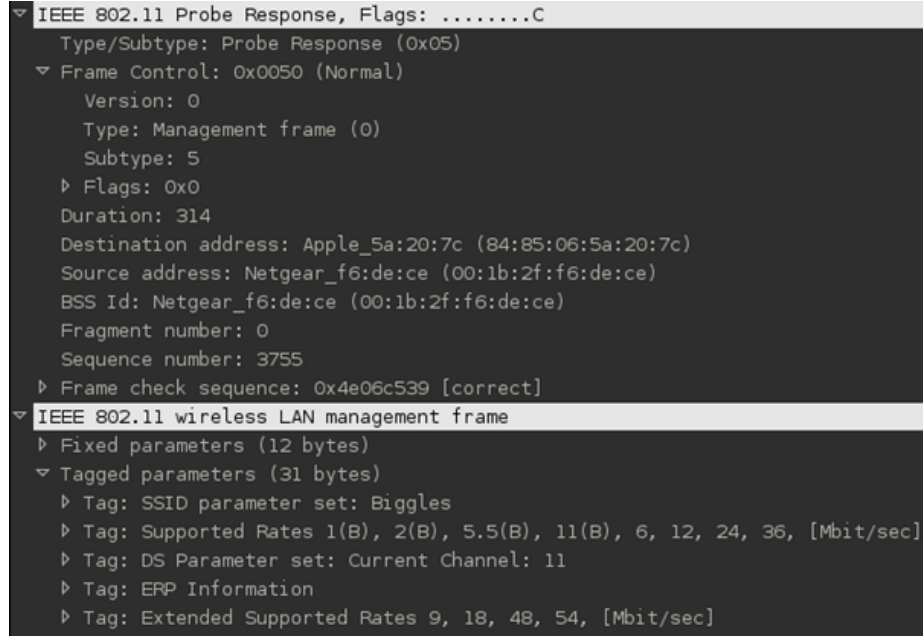 IEEE 802.11 Probe Response, Flags: ........C
Type/Subtype: Probe Response (0x05)
Frame Control: 0x0050 (Normal)
Version: 0
Type: Management frame (0)
Subtype: 5
Flags: 0x0
Duration: 314
Destination address: Apple_5a:20:7c (84:85:06:5a:20:7c)
Source address: Netgear_f6:de:ce (00:1b:2f:f6:de:ce)
BSS Id: Netgear_f6:de:ce (00:1b:2f:f6:de:ce)
Fragment number: 0
Sequence number: 3755
Frame check sequence: 0x4e06c539 [correct]
IEEE 802.11 wireless LAN management frame
Fixed parameters (12 bytes)
Tagged parameters (31 bytes)
Tag: SSID parameter set: Biggles
Tag: Supported Rates 1(B), 2(B), 5.5(B), 11(B), 6, 12, 24, 36, [Mbit/sec]
Tag: DS Parameter set: Current Channel: 11
Tag: ERP Information
Tag: Extended Supported Rates 9, 18, 48, 54, [Mbit/sec]